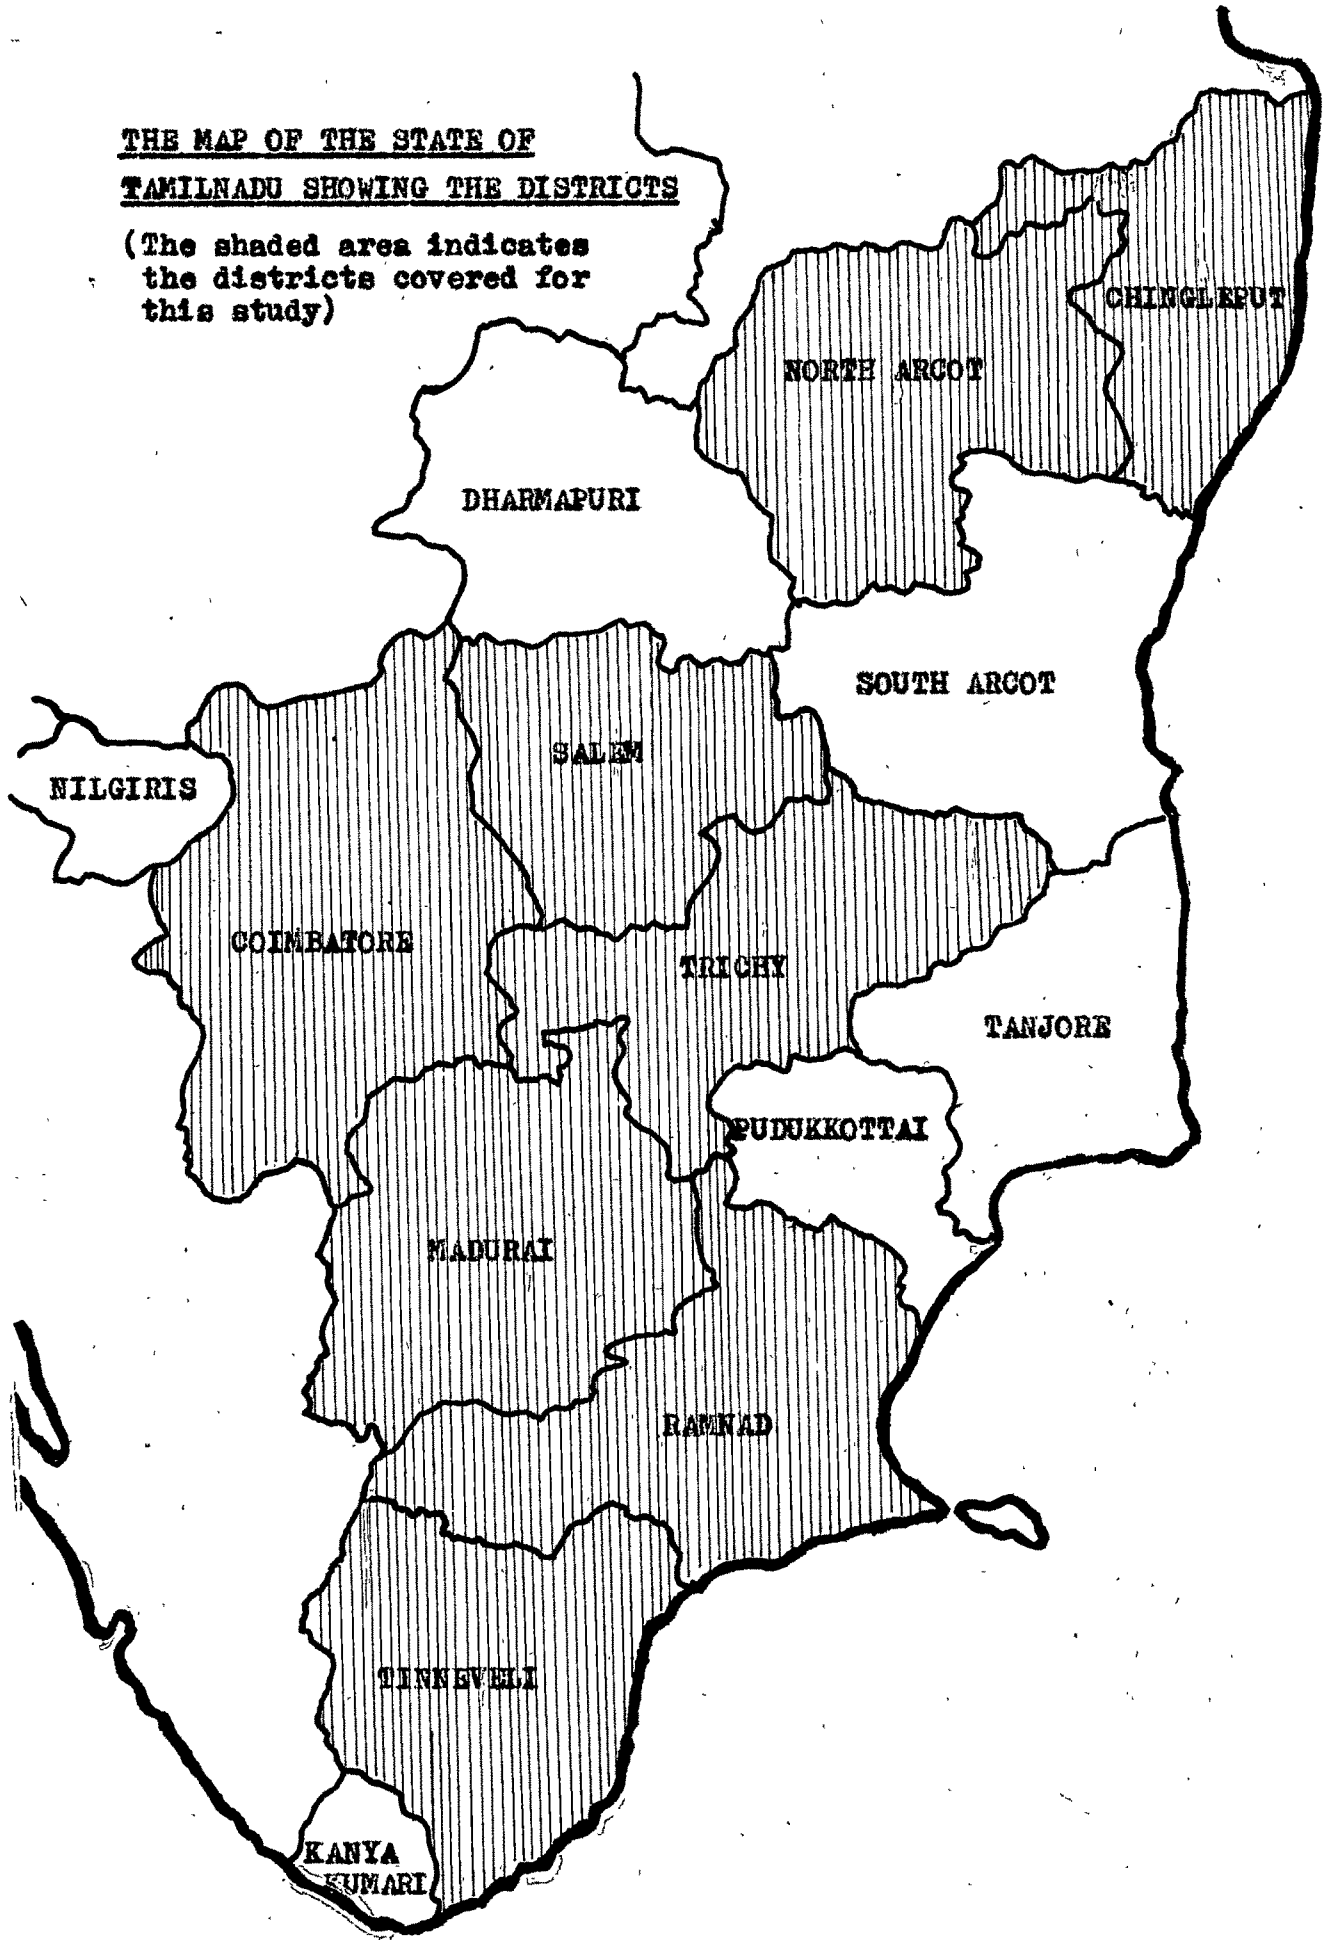 THE MAP OF THE STATE OF
TAMILNADU SHOWING THE DISTRICTS
(The shaded area indicates
the districts covered for
this study)
CHINGLEPUT
NORTH ARCOT
DHARMAPURI
SOUTH ARCOT
SALEM
NILGIRIS
COIMBATORE
TRICHY
TANJORE
PUDUKKOTTAI
MADURAI
RAMNAD
TINNEVELI
KANYA
KUMARI